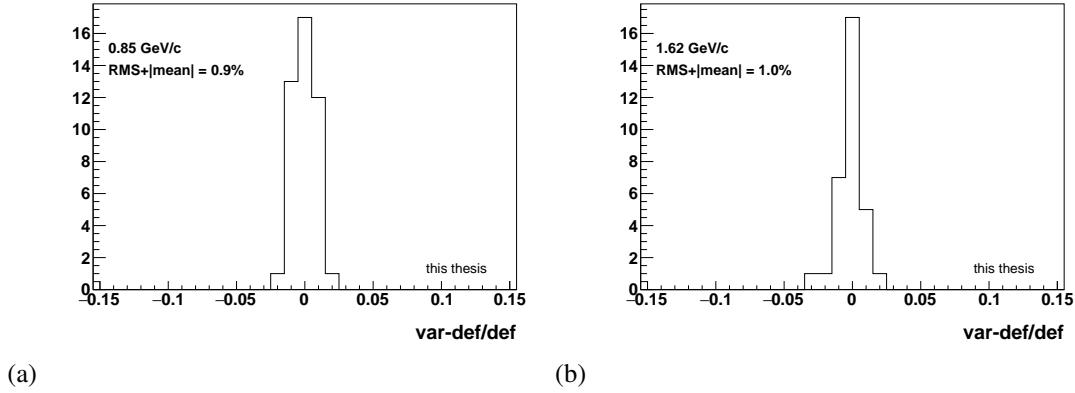 16
14
12
10
8
6
4
2
0
0.85 GeV/c
RMS+|mean| = 0.9%
this thesis
−0.15 −0.1 −0.05 0 0.05 0.1 0.15
var-def/def
(a)
16
14
12
10
8
6
4
2
0
1.62 GeV/c
RMS+|mean| = 1.0%
this thesis
−0.15 −0.1 −0.05 0 0.05 0.1 0.15
var-def/def
(b)